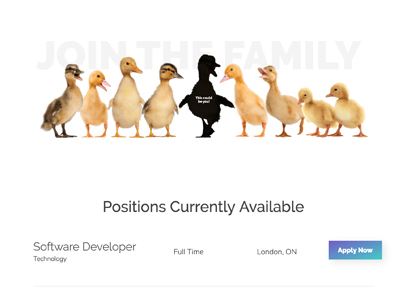 JOIN THE FAMILY
This could
be you!
Positions Currently Available
Software Developer
Technology
Full Time
London, ON
Apply Now